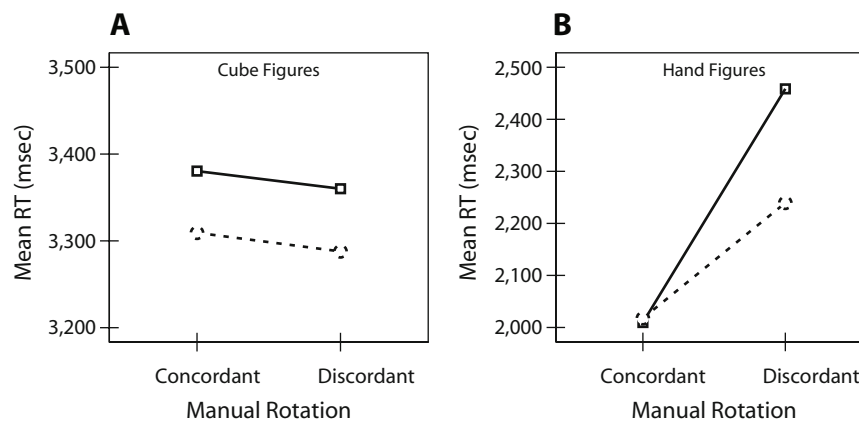 A
Cube Figures
3,500
3,400
3,300
3,200
Mean RT (msec)
Concordant
Discordant
Manual Rotation
B
Hand Figures
2,500
2,400
2,300
2,200
2,100
2,000
Mean RT (msec)
Concordant
Discordant
Manual Rotation